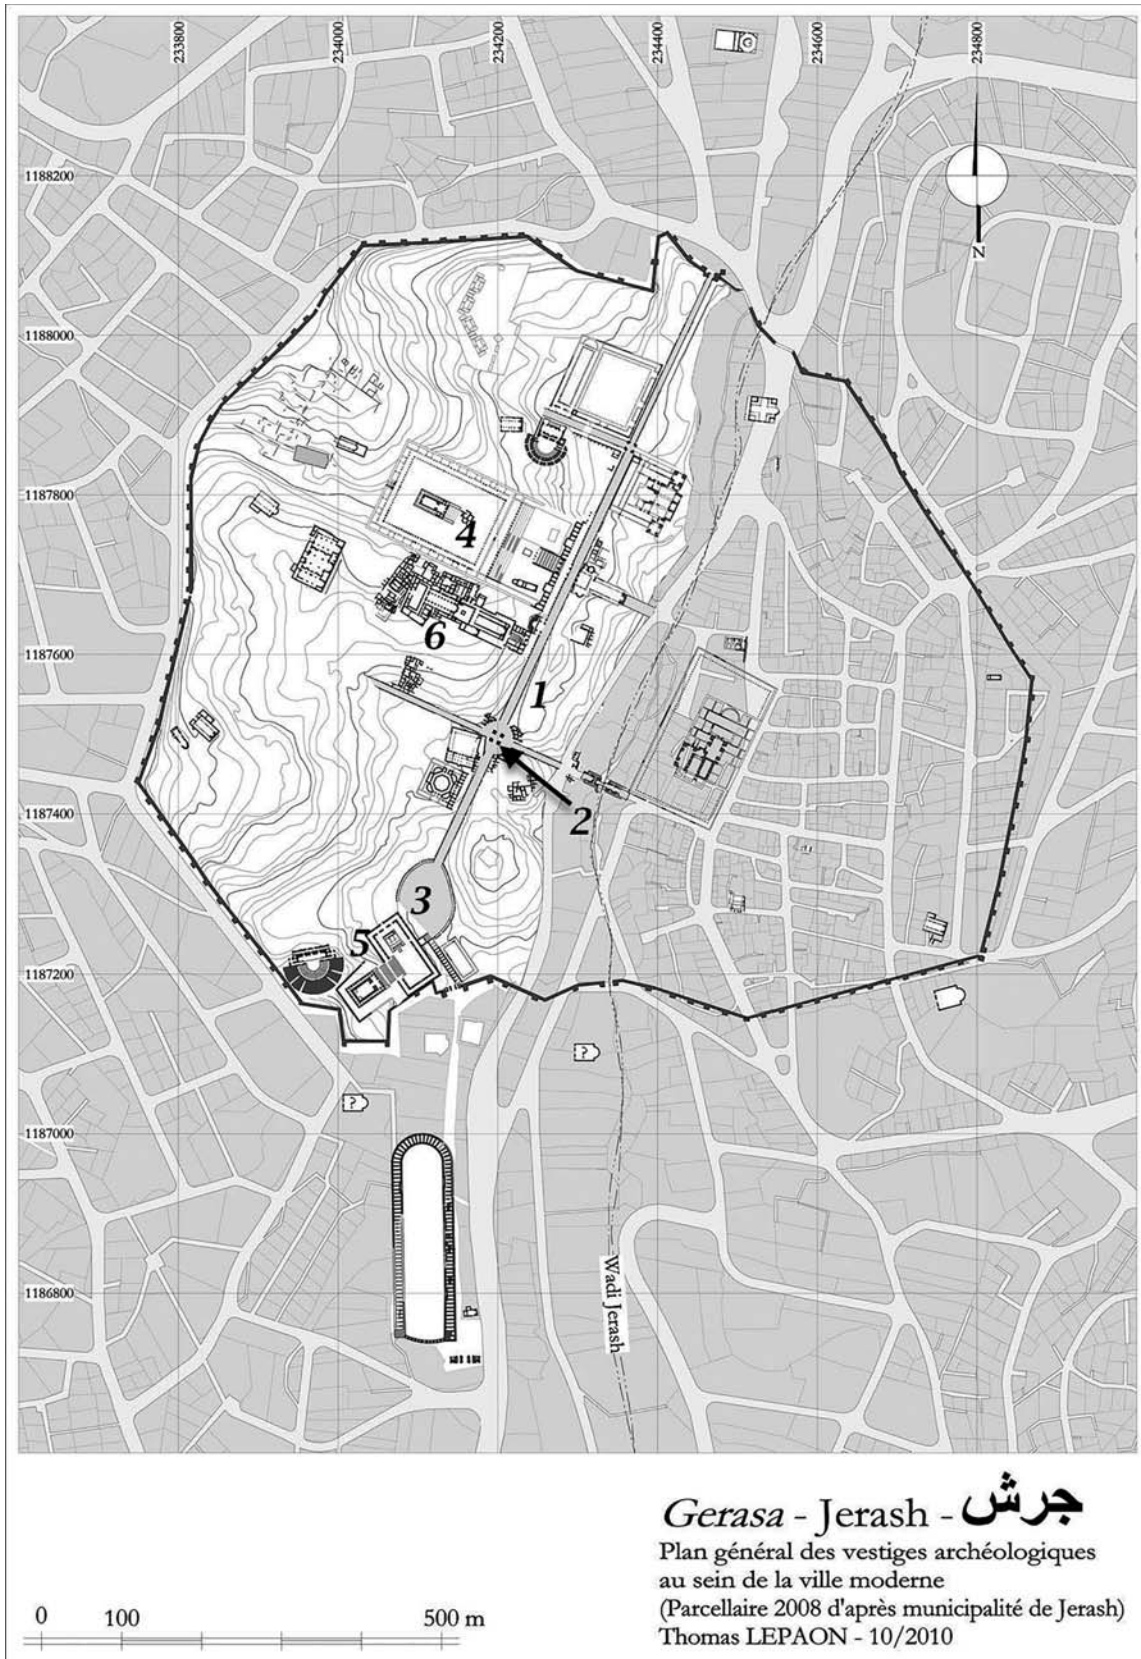 233800
234000
234200
234400
234600
234800
1188200
N
1188000
1187800
4
6
1187600
1
2
1187400
3
5
1187200
?
?
1187000
1186800
Wadi Jerash
Gerasa - Jerash - جرش
Plan général des vestiges archéologiques
au sein de la ville moderne
(Parcellaire 2008 d'après municipalité de Jerash)
Thomas LEPAON - 10/2010
0 100 500 m